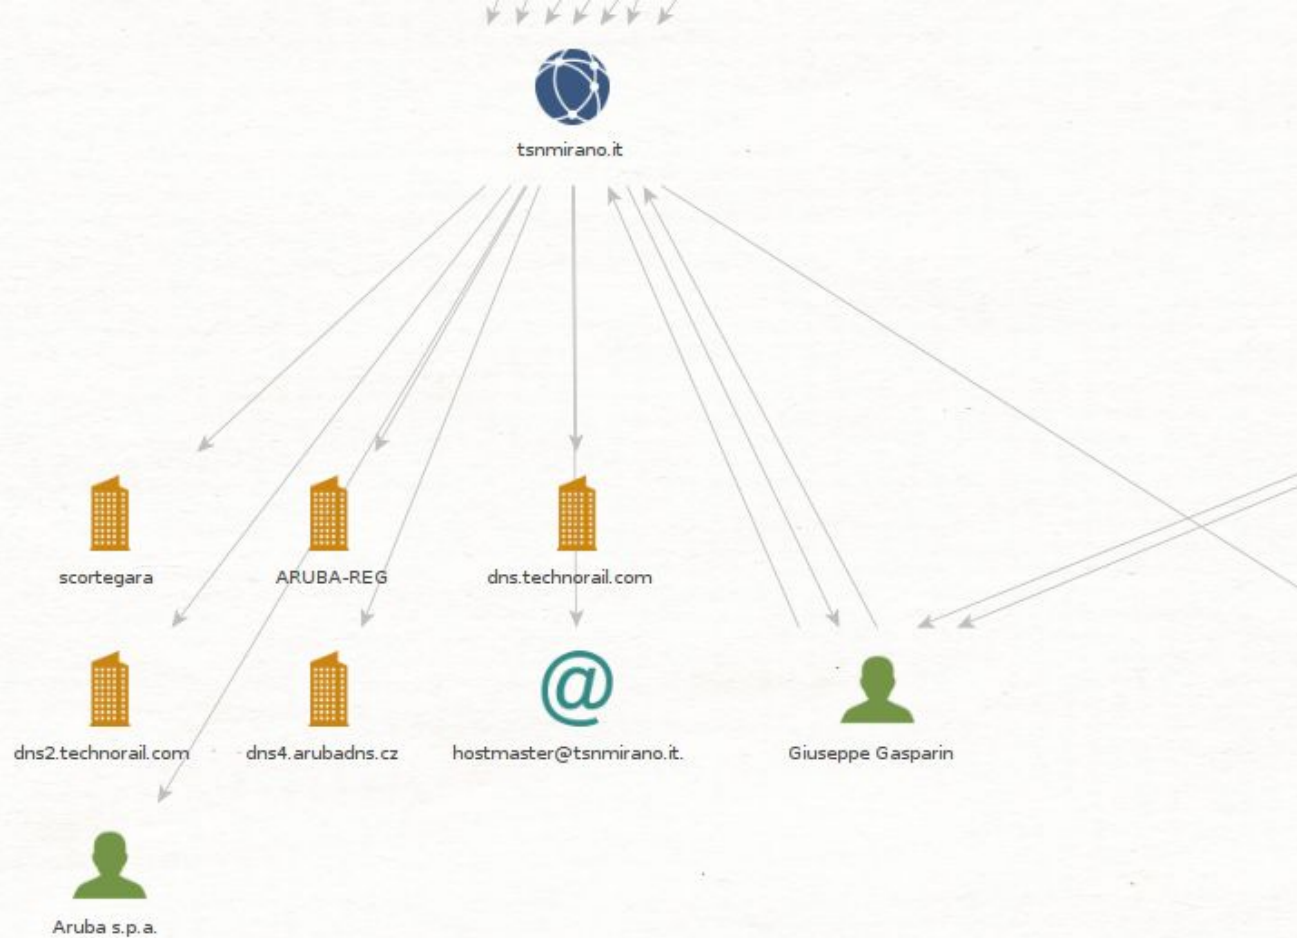 tsnmirano.it
scortegara
ARUBA-REG
dns.technorail.com
dns2.technorail.com
dns4.arubadns.cz
hostmaster@tsnmirano.it.
Giuseppe Gasparin
Aruba s.p.a.